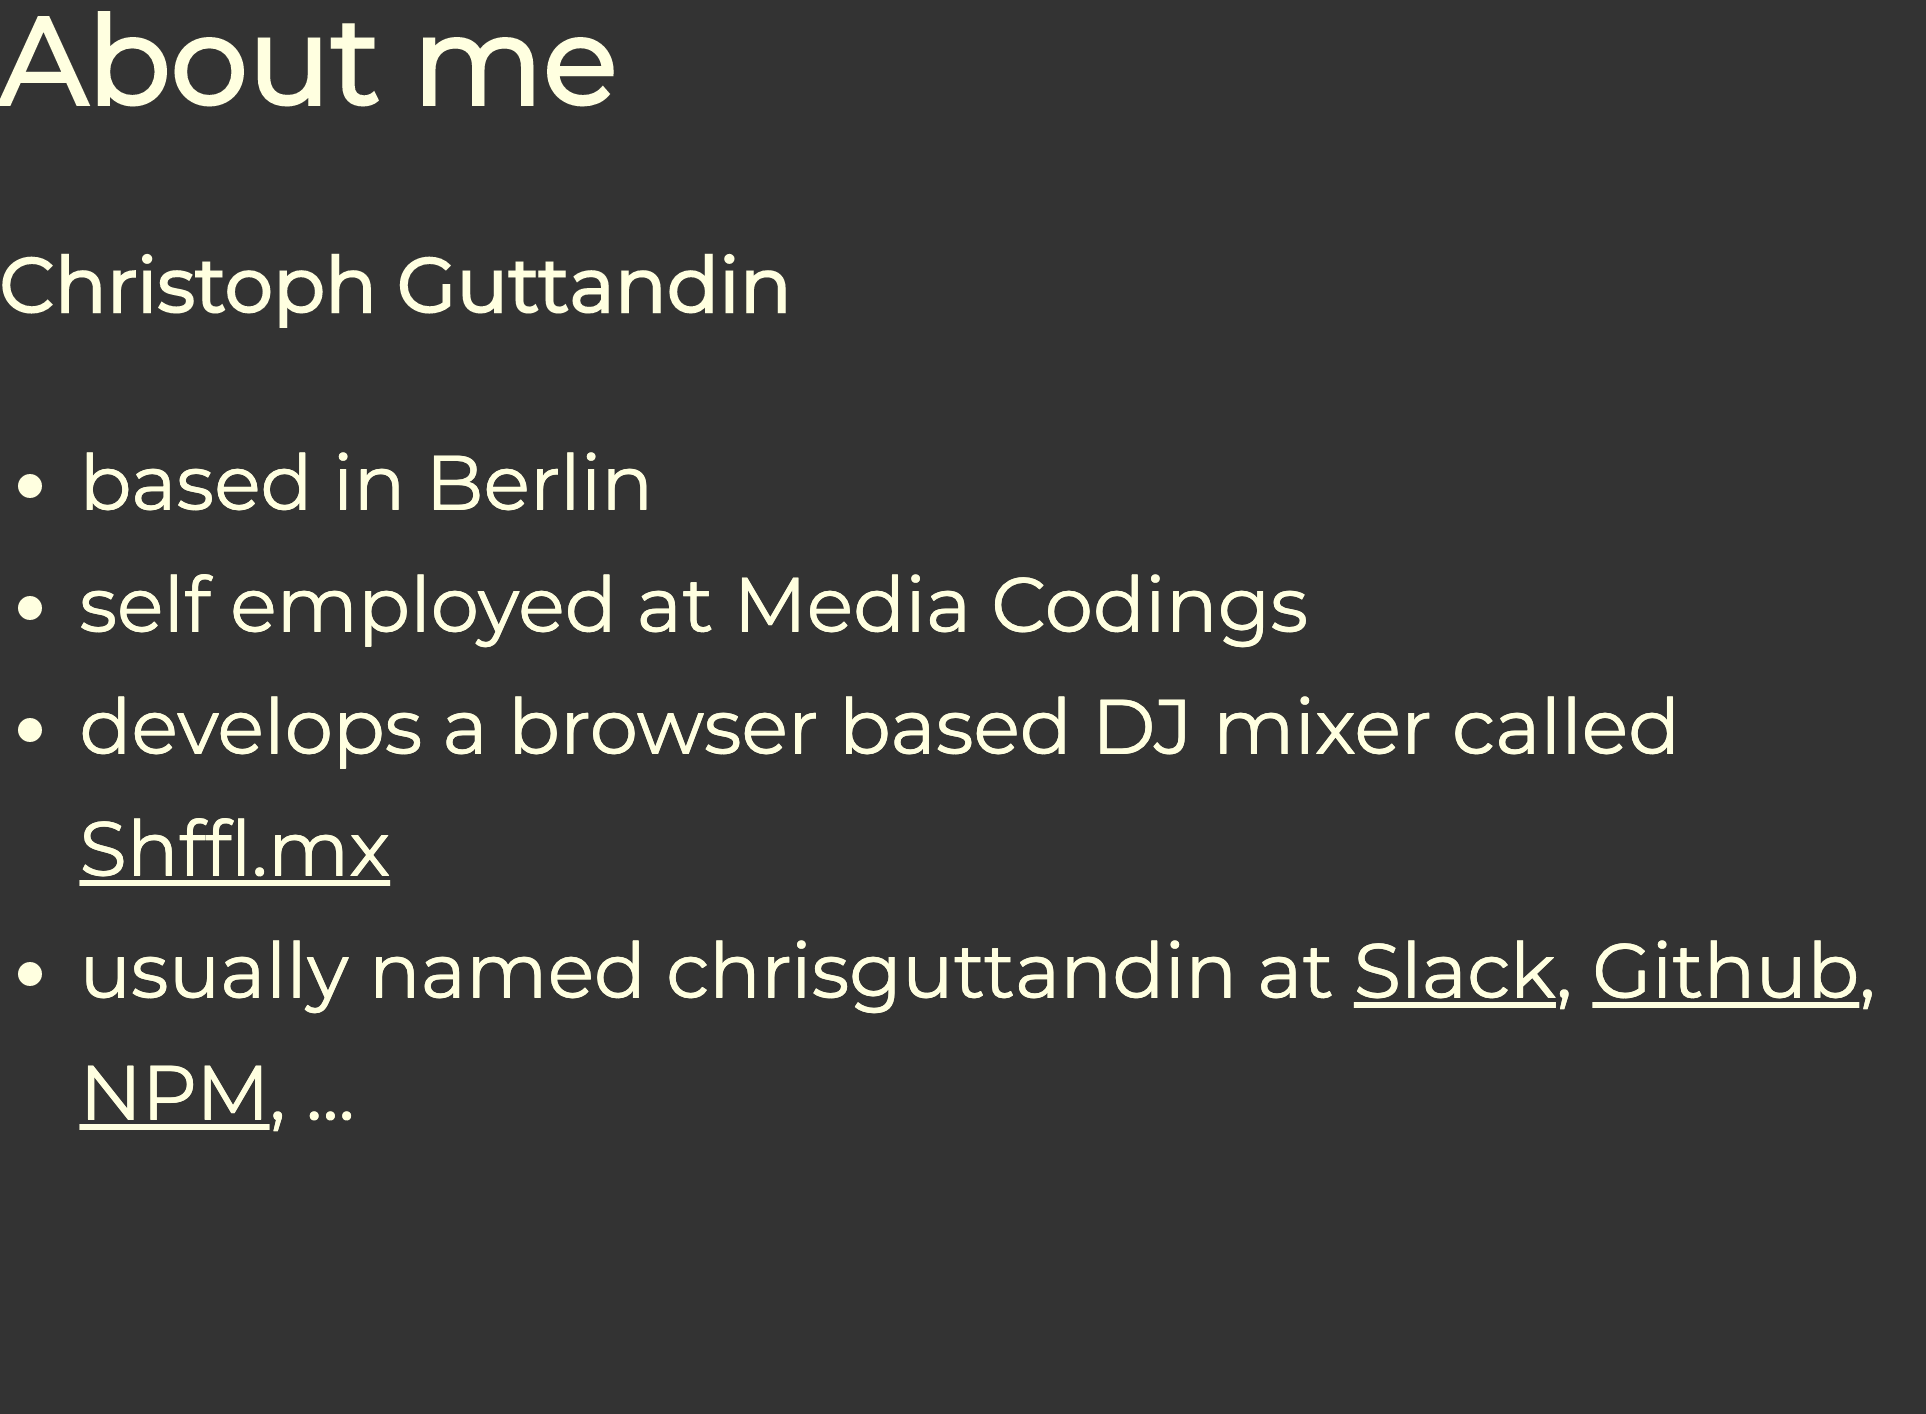 About me
Christoph Guttandin
• based in Berlin
• self employed at Media Codings
• develops a browser based DJ mixer called
Shffl.mx
• usually named chrisguttandin at Slack, Github,
NPM, ...